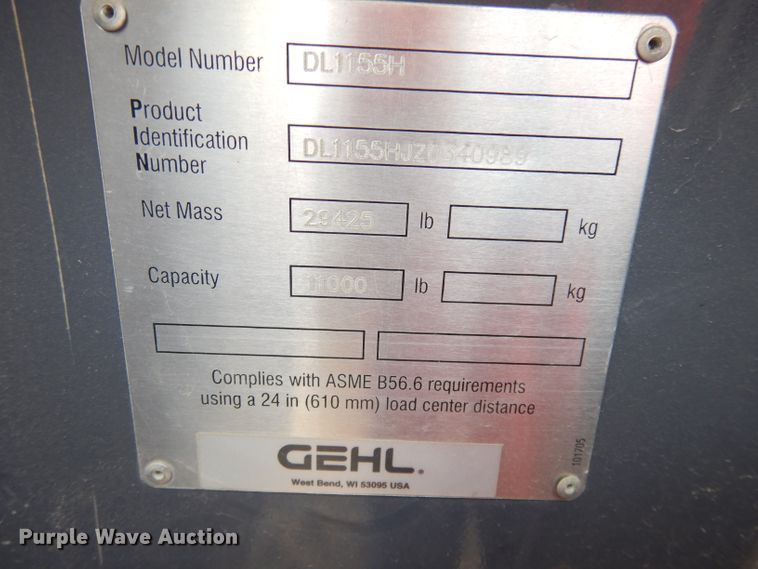 Model Number DL1155H
Product
Identification
Number DL1155HJZ0540989
Net Mass 29425 lb kg
Capacity 11000 lb kg
Complies with ASME B56.6 requirements
using a 24 in (610 mm) load center distance
GEHL.
West Bend, WI 53095 USA
101705
Purple Wave Auction